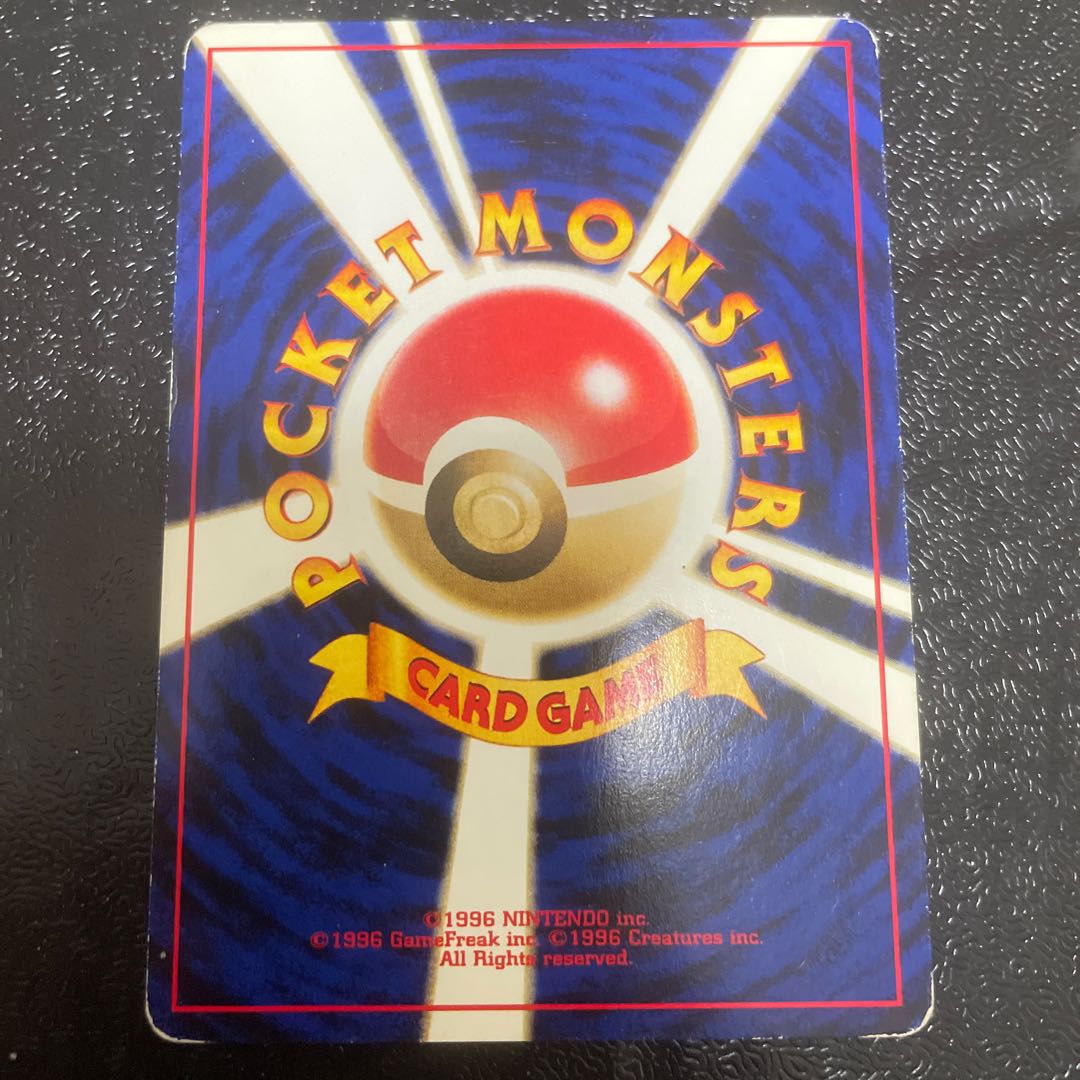 POCKET MONSTERS
CARD GAME
©1996 NINTENDO inc.
©1996 GameFreak inc. ©1996 Creatures inc.
All Rights reserved.